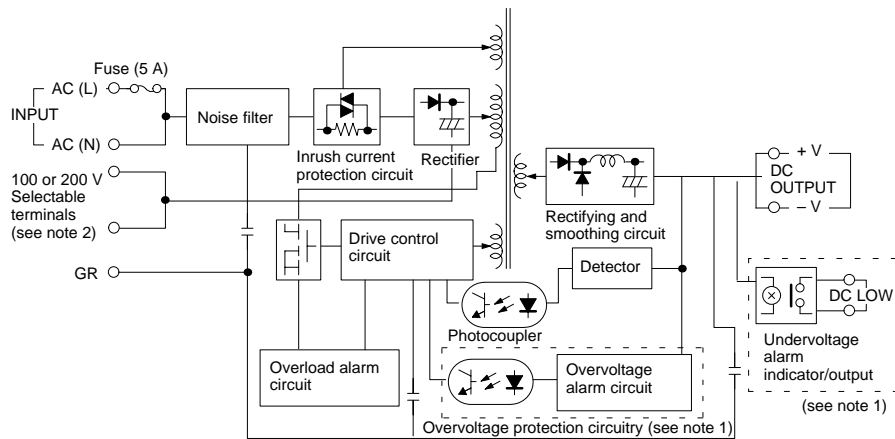 Fuse (5 A)
AC (L)
INPUT
AC (N)
Noise filter
Inrush current
protection circuit
Rectifier
100 or 200 V
Selectable
terminals
(see note 2)
GR
Drive control
circuit
Rectifying and
smoothing circuit
+ V
DC
OUTPUT
– V
Detector
Photocoupler
DC LOW
Undervoltage
alarm
indicator/output
(see note 1)
Overload alarm
circuit
Overvoltage
alarm circuit
Overvoltage protection circuitry (see note 1)